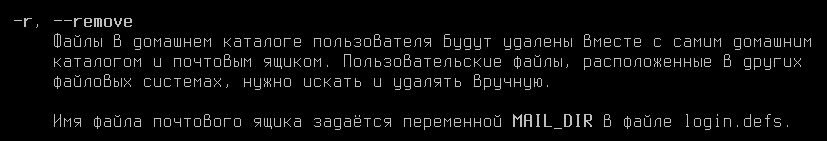 -r, --remove
Файлы в домашнем каталоге пользователя будут удалены вместе с самим домашним
каталогом и почтовым ящиком. Пользовательские файлы, расположенные в других
файловых системах, нужно искать и удалять вручную.
Имя файла почтового ящика задаётся переменной MAIL_DIR в файле login.defs.